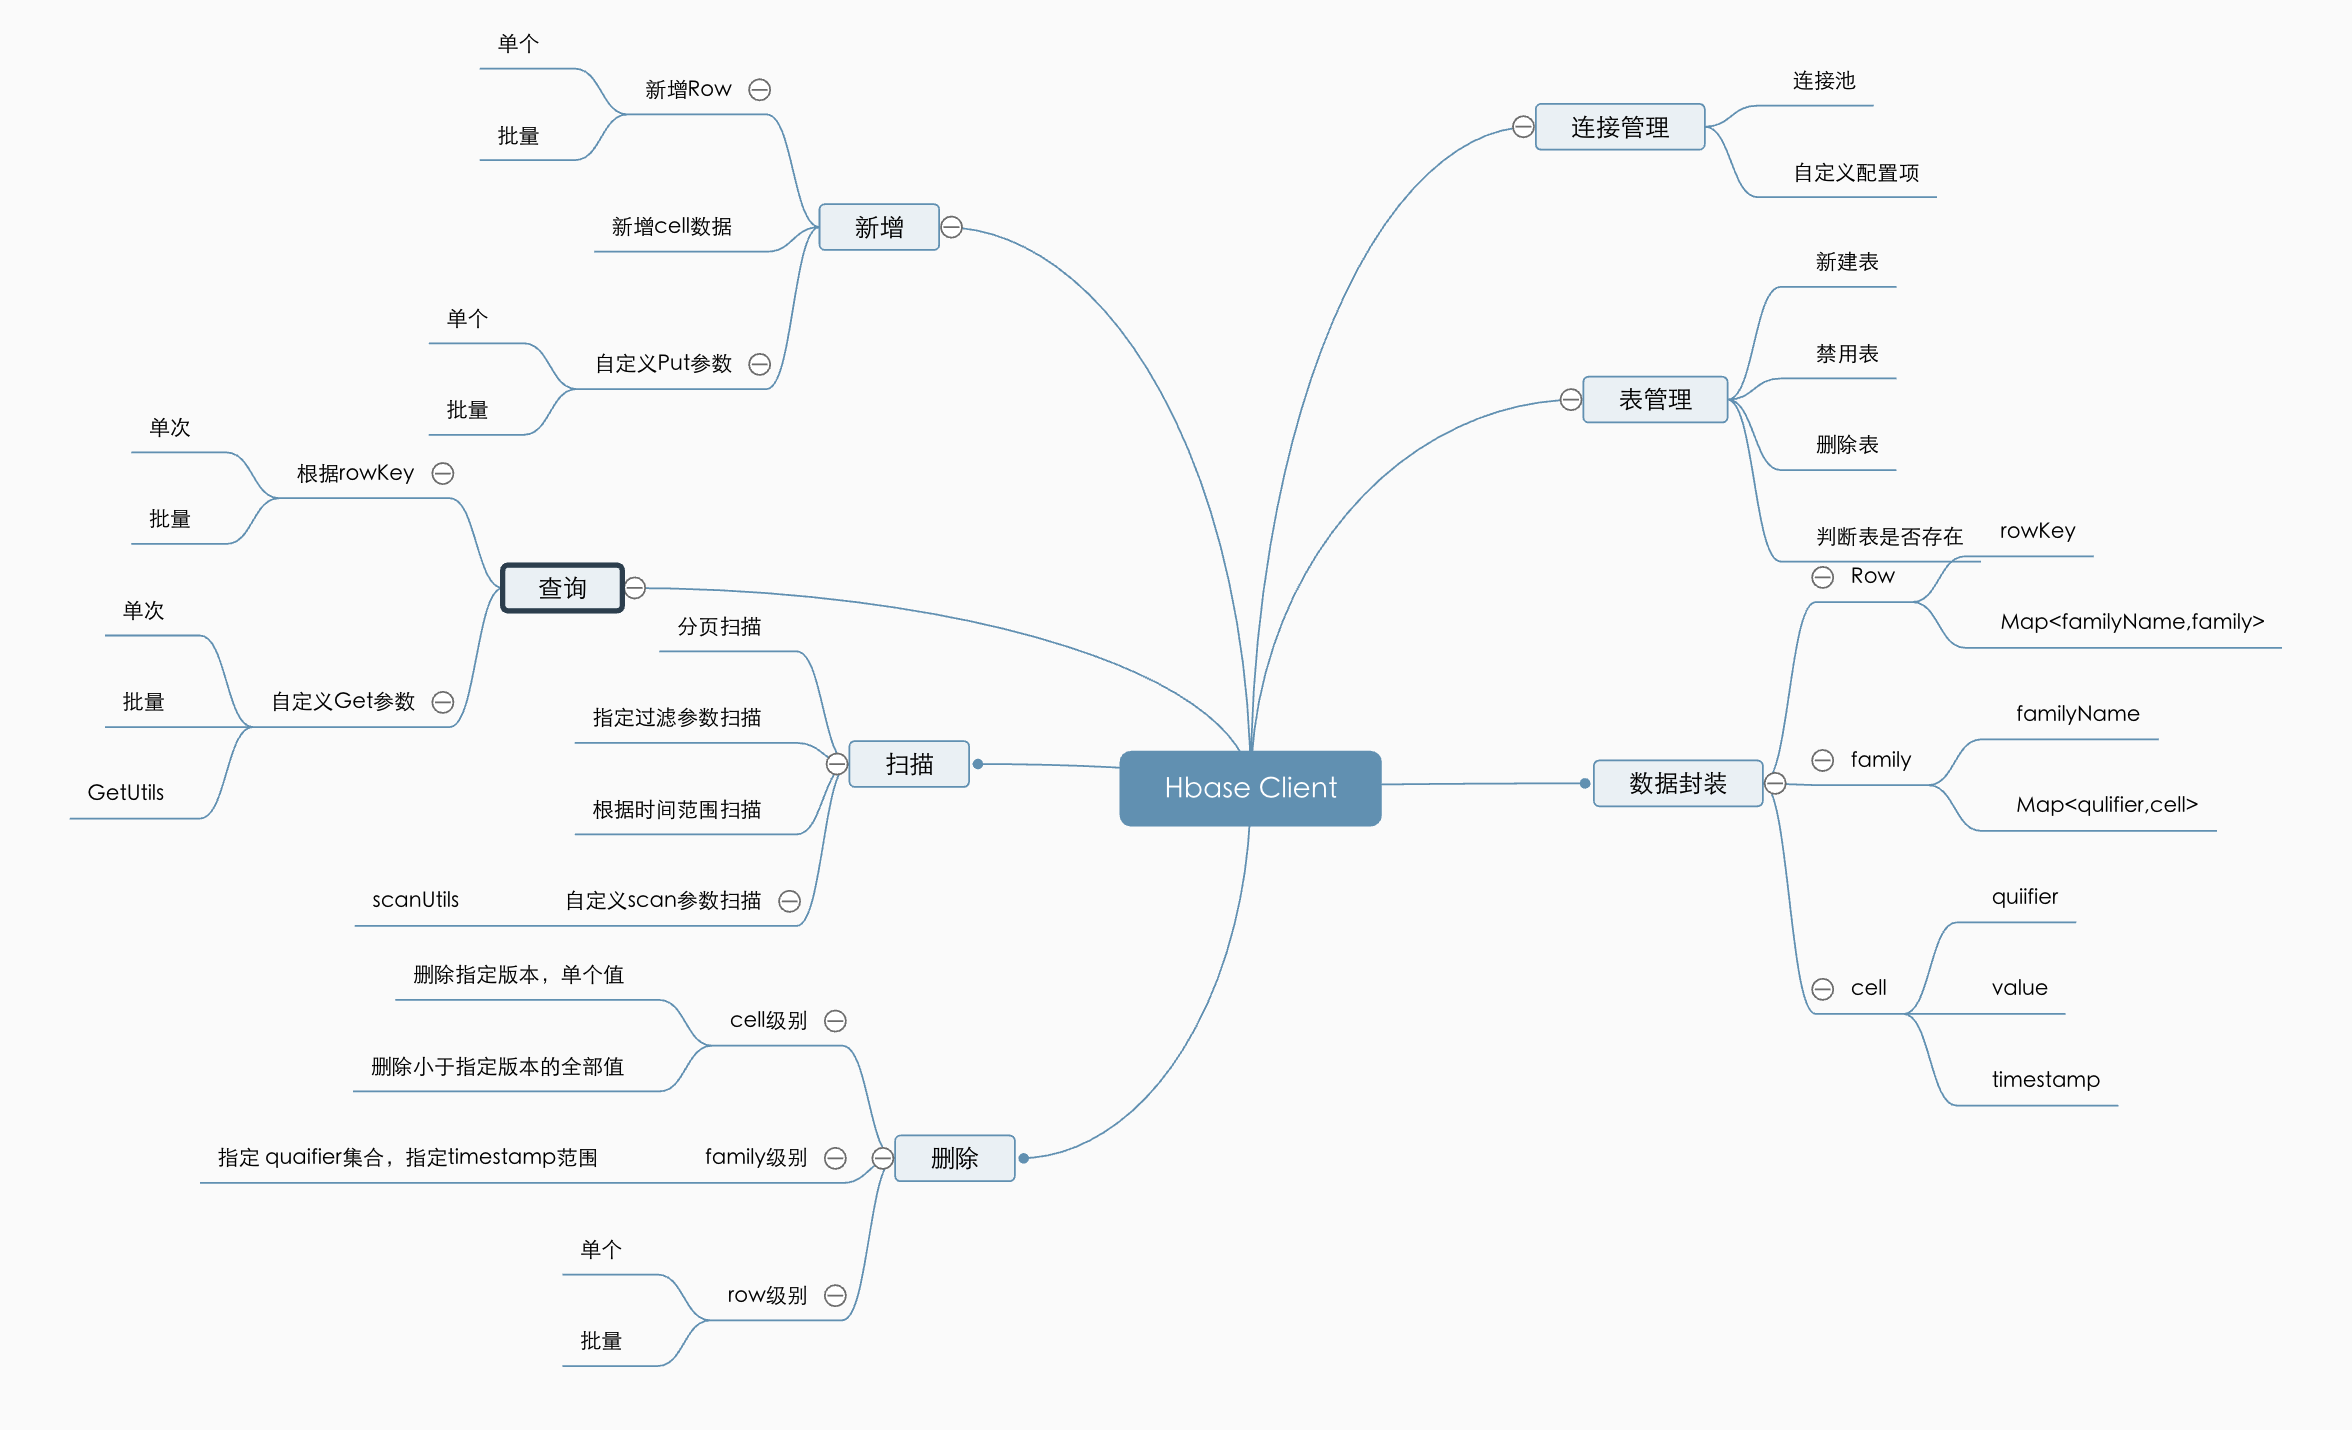 Hbase Client
连接管理
连接池
自定义配置项
表管理
新建表
禁用表
删除表
判断表是否存在
数据封装
Row
rowKey
Map<familyName,family>
family
familyName
Map<qulifier,cell>
cell
quiifier
value
timestamp
新增
新增Row
单个
批量
新增cell数据
自定义Put参数
单个
批量
查询
根据rowKey
单次
批量
自定义Get参数
单次
批量
GetUtils
扫描
分页扫描
指定过滤参数扫描
根据时间范围扫描
自定义scan参数扫描
scanUtils
删除
cell级别
删除指定版本，单个值
删除小于指定版本的全部值
family级别
指定 quaifier集合，指定timestamp范围
row级别
单个
批量